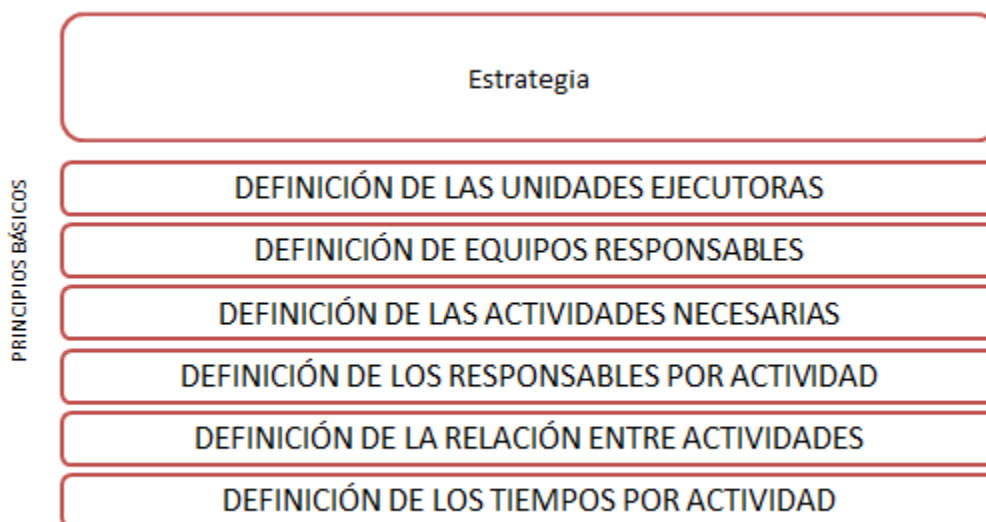 Estrategia
PRINCIPIOS BÁSICOS
DEFINICIÓN DE LAS UNIDADES EJECUTORAS
DEFINICIÓN DE EQUIPOS RESPONSABLES
DEFINICIÓN DE LAS ACTIVIDADES NECESARIAS
DEFINICIÓN DE LOS RESPONSABLES POR ACTIVIDAD
DEFINICIÓN DE LA RELACIÓN ENTRE ACTIVIDADES
DEFINICIÓN DE LOS TIEMPOS POR ACTIVIDAD